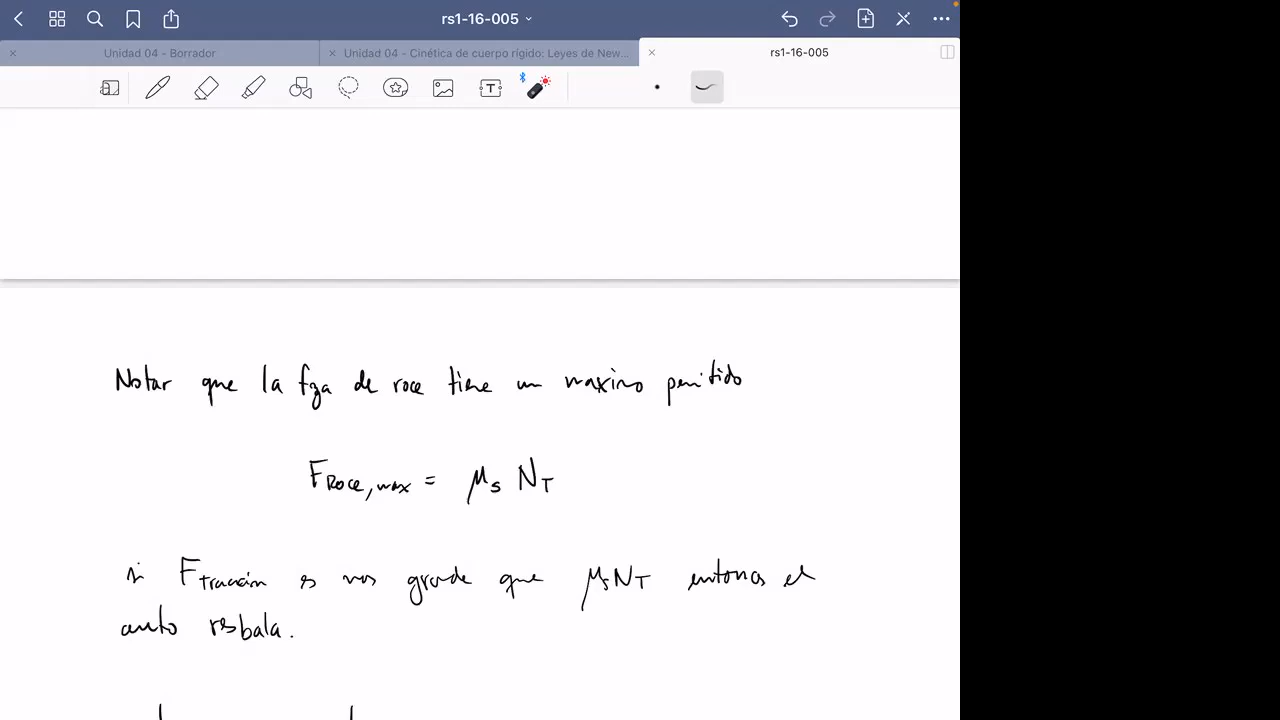 rs1-16-005
Unidad 04 - Borrador
Unidad 04 - Cinética de cuerpo rígido: Leyes de New...
rs1-16-005
Notar que la fza de roce tiene un maximo permitido
F_Roce,max = μ_s N_T
si F_tracción es mas grande que μ_s N_T entonces el
auto resbala.